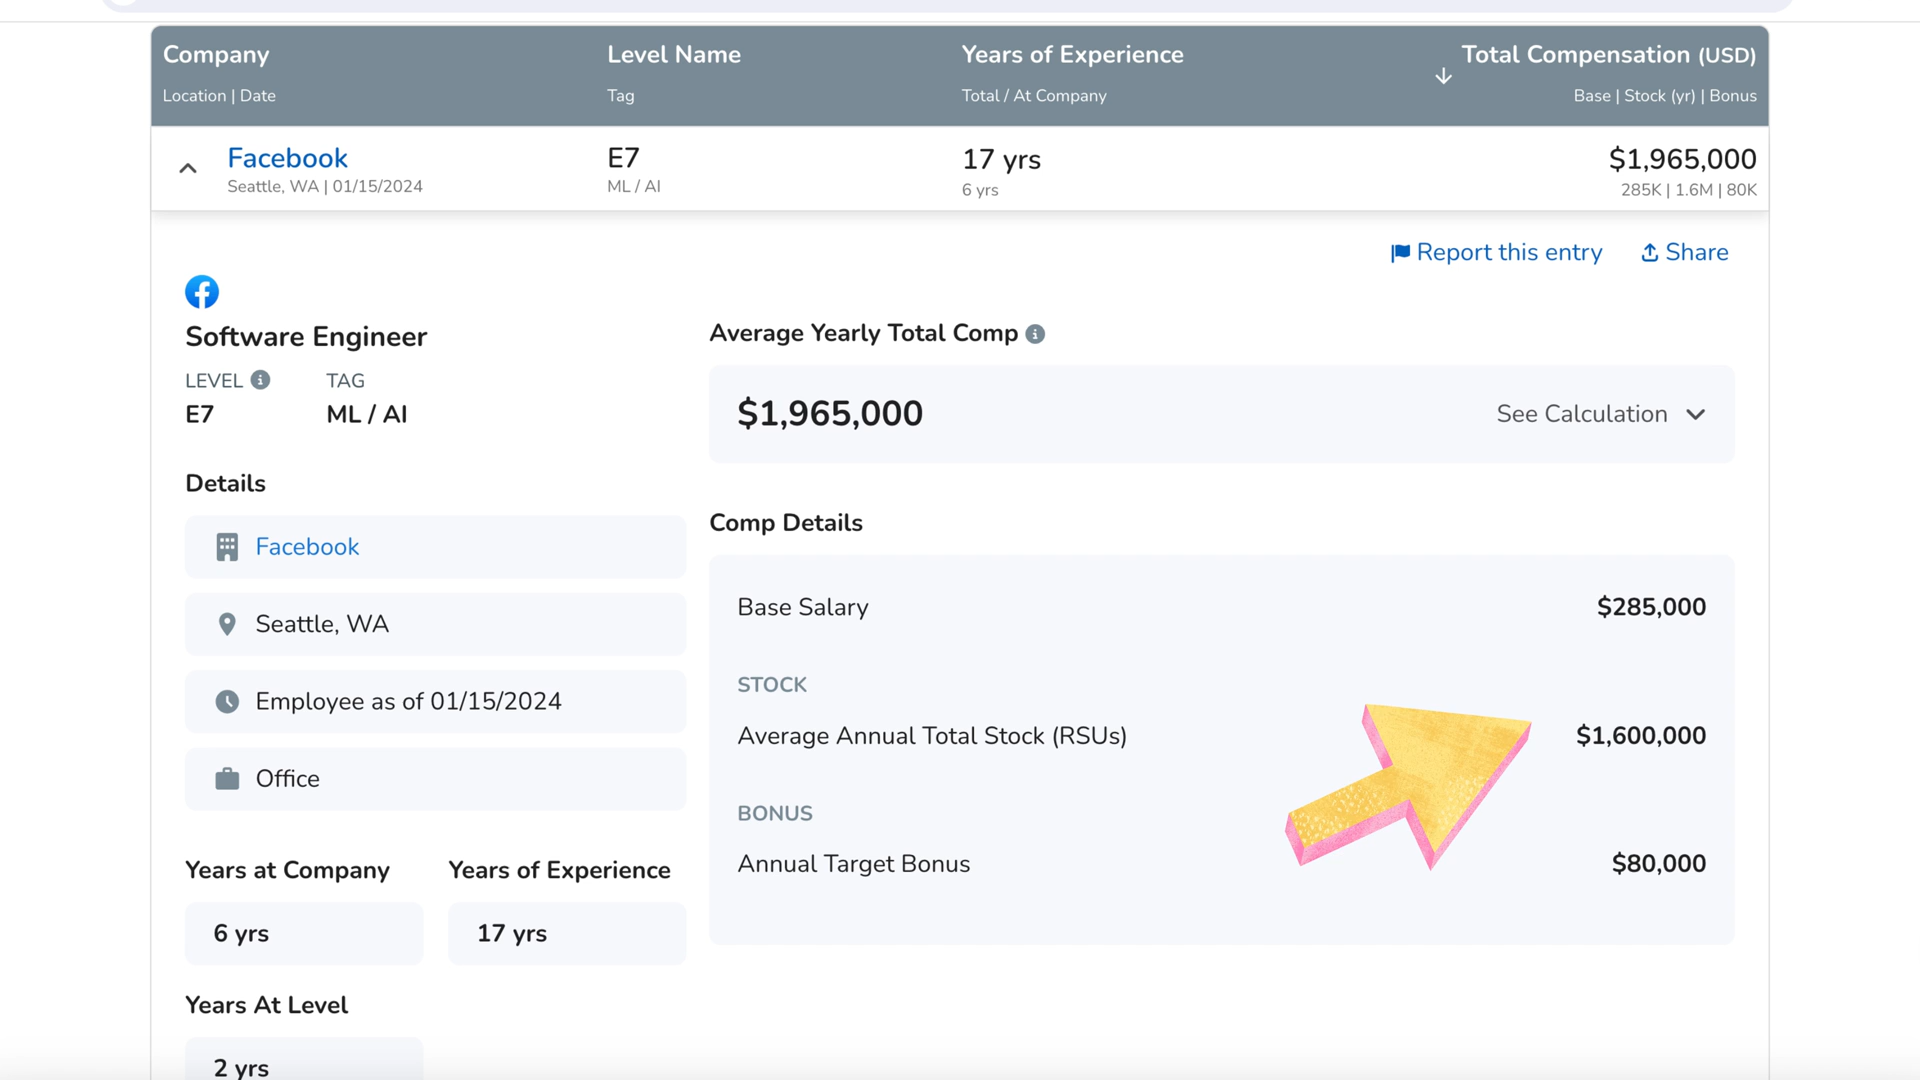 Company
Level Name
Years of Experience
Total Compensation (USD)
Location | Date
Tag
Total / At Company
Base | Stock (yr) | Bonus
Facebook
E7
17 yrs
$1,965,000
Seattle, WA | 01/15/2024
ML / AI
6 yrs
285K | 1.6M | 80K
Report this entry
Share
Software Engineer
LEVEL
TAG
E7
ML / AI
Details
Facebook
Seattle, WA
Employee as of 01/15/2024
Office
Years at Company
Years of Experience
6 yrs
17 yrs
Years At Level
2 yrs
Average Yearly Total Comp
$1,965,000
See Calculation
Comp Details
Base Salary
$285,000
STOCK
Average Annual Total Stock (RSUs)
$1,600,000
BONUS
Annual Target Bonus
$80,000